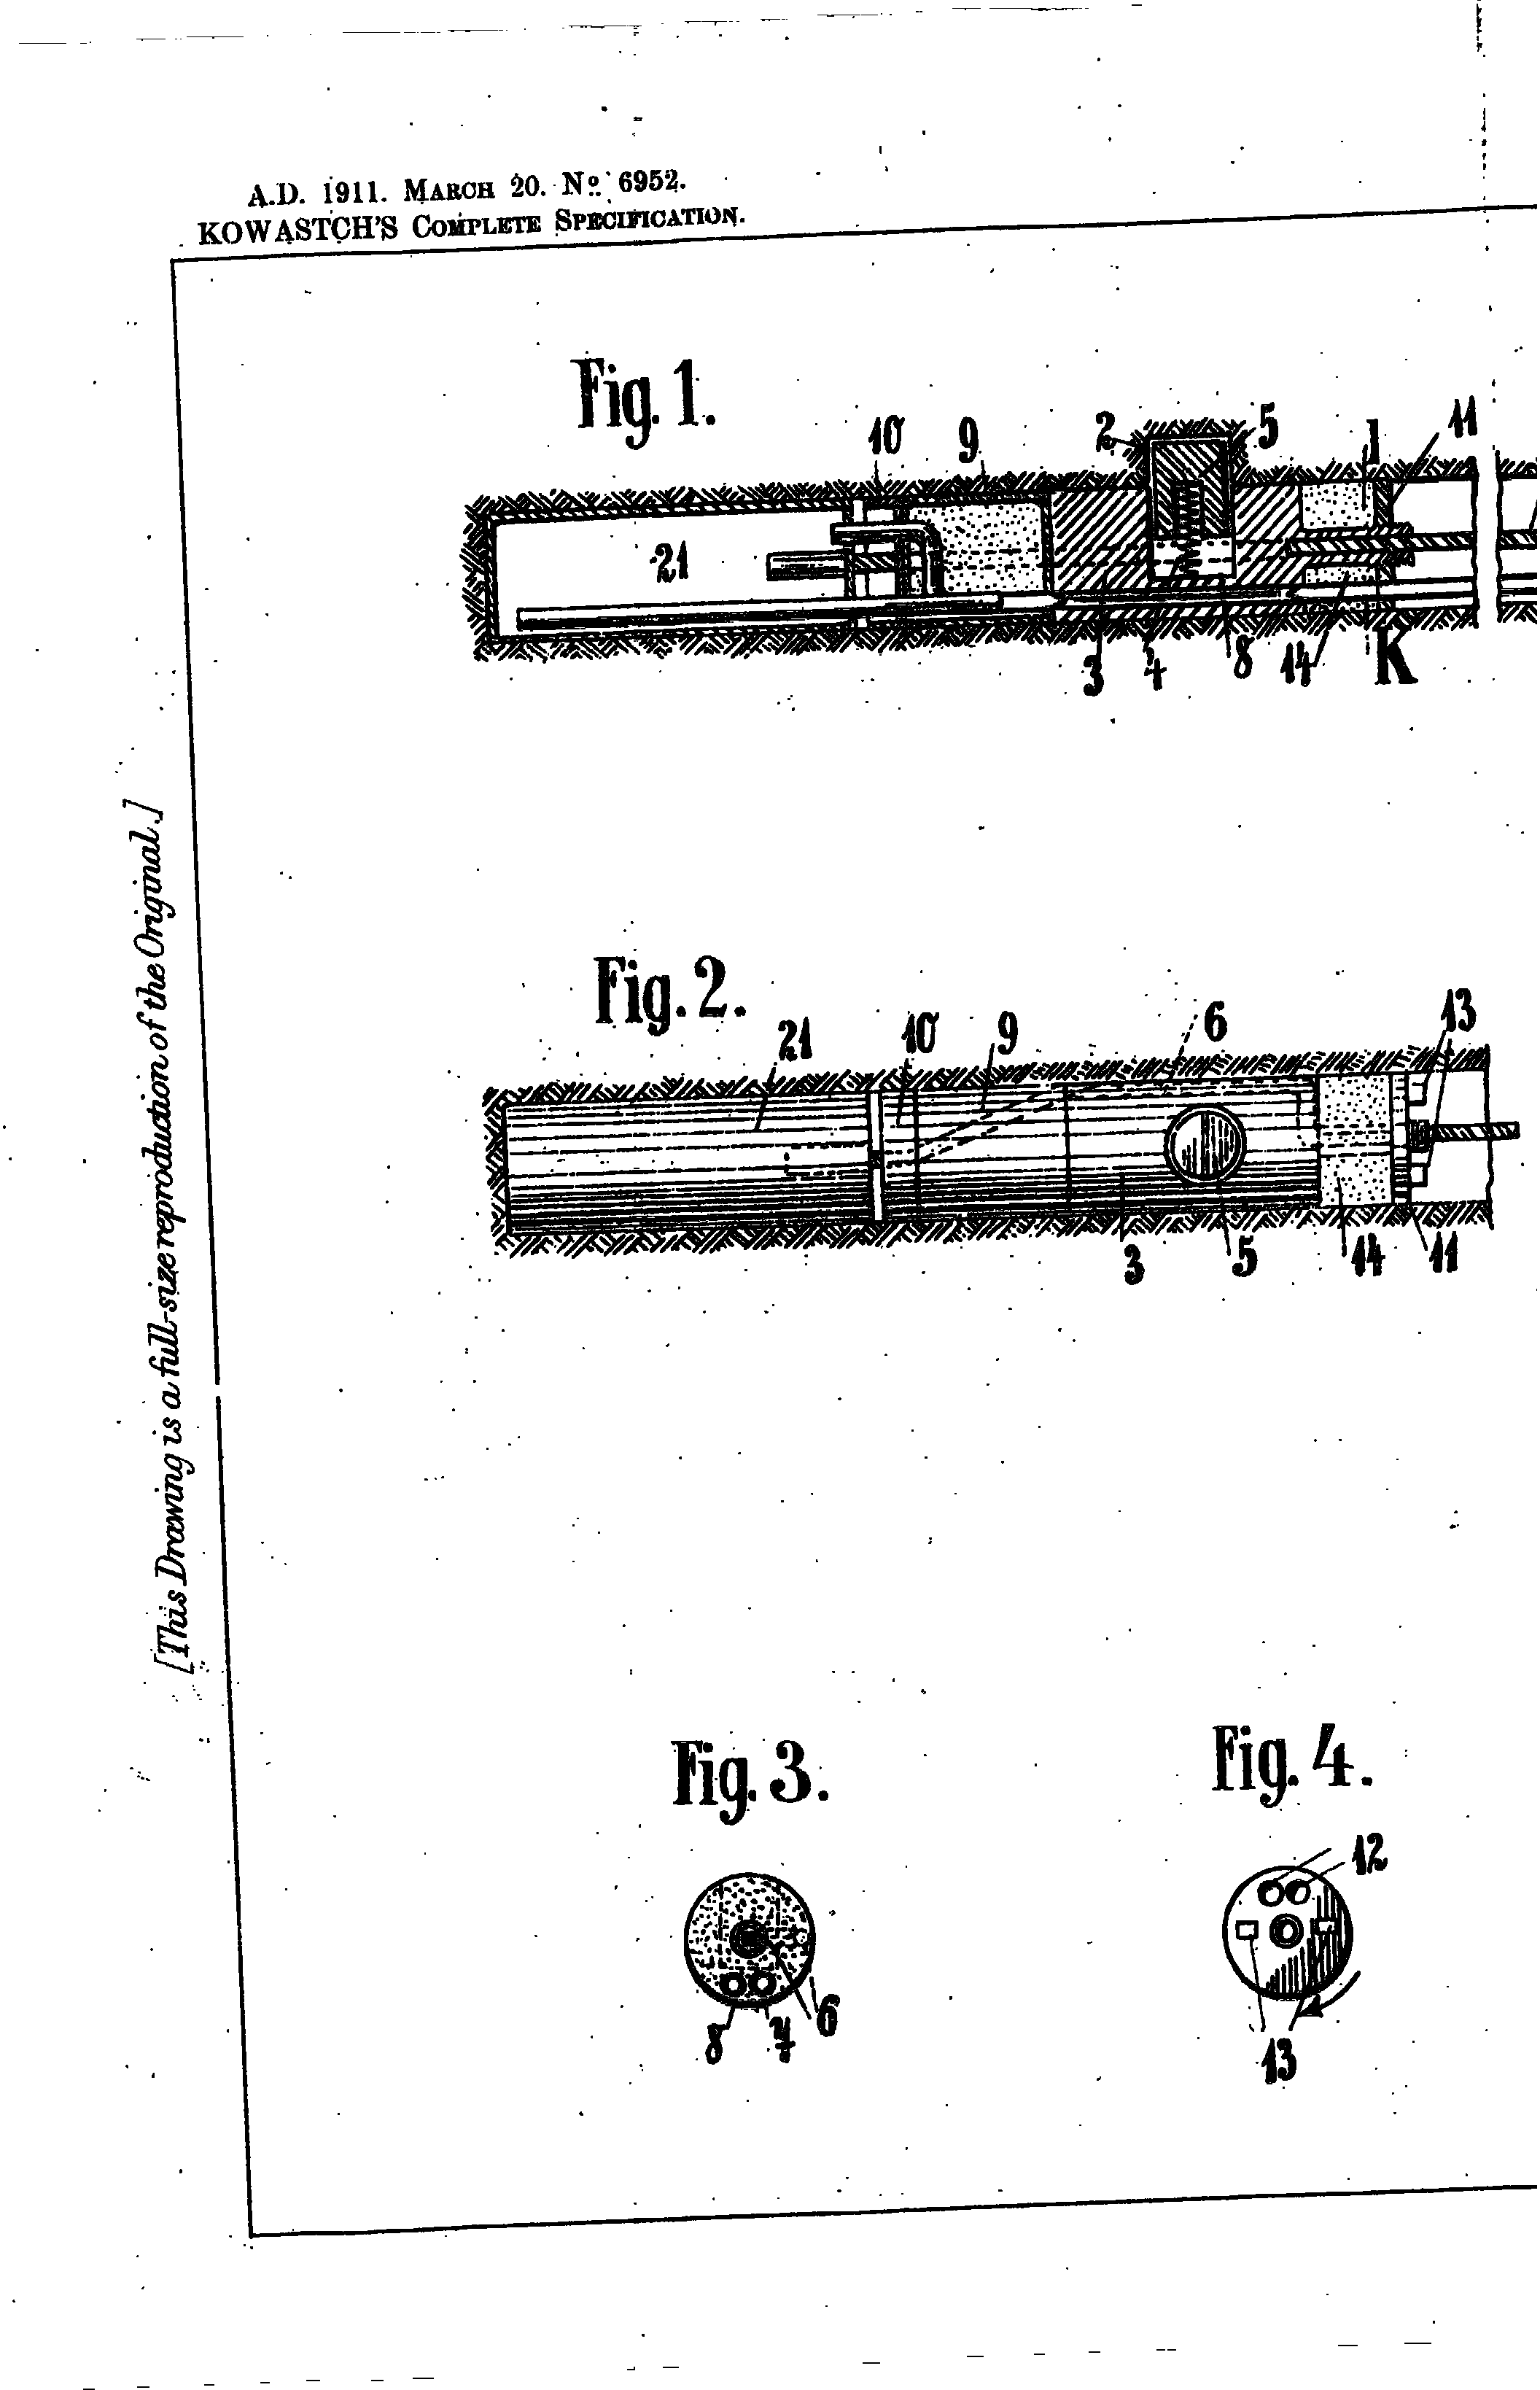 A.D. 1911. MARCH 20. Nº 6952.
KOWASTCH'S COMPLETE SPECIFICATION.
[This Drawing is a full-size reproduction of the Original.]
Fig. 1.
10 9 2 5 1 11
21
3 4 8 14 K
Fig. 2.
21 10 9 6 13
3 5 14 11
Fig. 3.
8 7 6
Fig. 4.
12
13